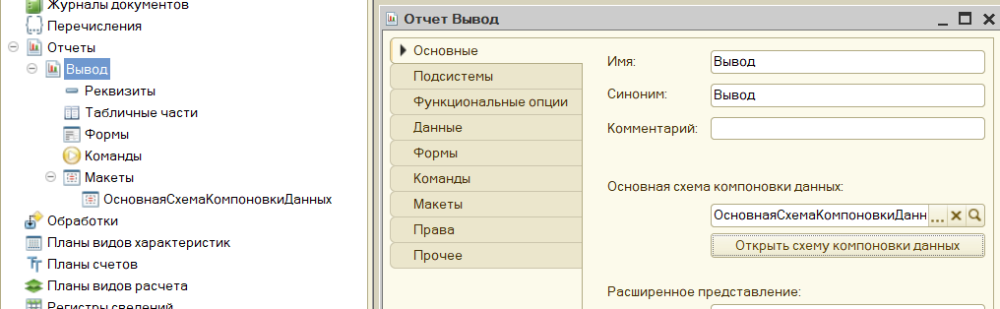 Журналы документов
Перечисления
Отчеты
Вывод
Реквизиты
Табличные части
Формы
Команды
Макеты
ОсновнаяСхемаКомпоновкиДанных
Обработки
Планы видов характеристик
Планы счетов
Планы видов расчета
Регистры сведений
Отчет Вывод
Основные
Подсистемы
Функциональные опции
Данные
Формы
Команды
Макеты
Права
Прочее
Имя:
Вывод
Синоним:
Вывод
Комментарий:
Основная схема компоновки данных:
ОсновнаяСхемаКомпоновкиДанн
...
Открыть схему компоновки данных
Расширенное представление: